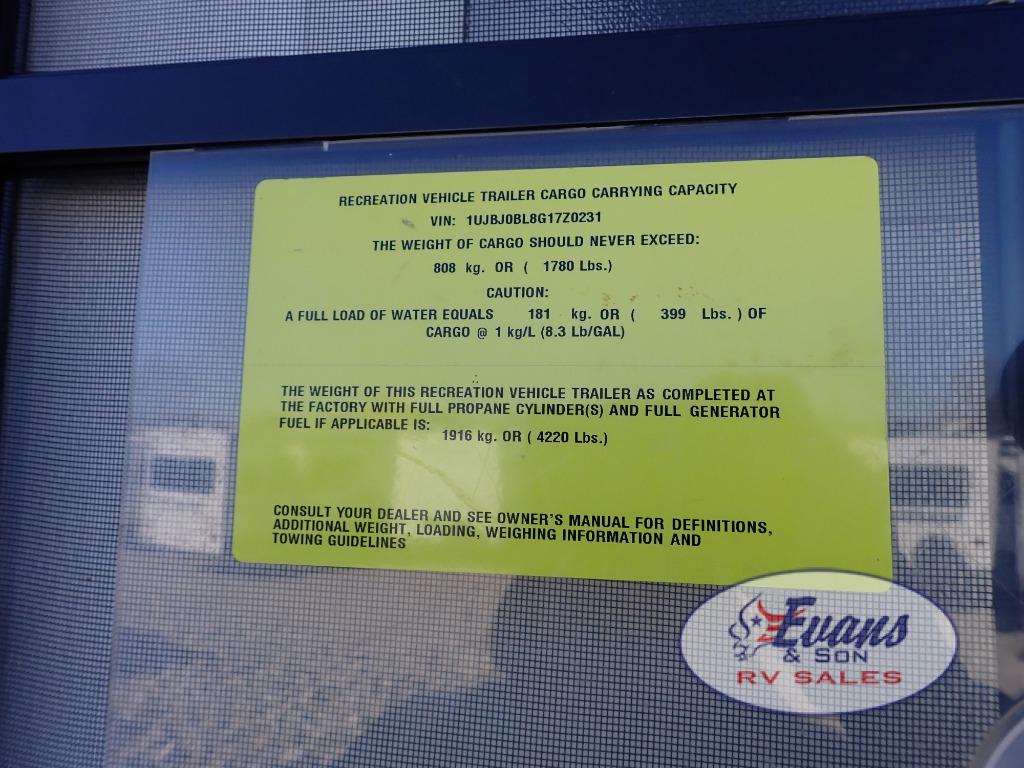 RECREATION VEHICLE TRAILER CARGO CARRYING CAPACITY
VIN: 1UJBJ0BL8G17Z0231
THE WEIGHT OF CARGO SHOULD NEVER EXCEED:
808 kg. OR ( 1780 Lbs.)
CAUTION:
A FULL LOAD OF WATER EQUALS 181 kg. OR ( 399 Lbs. ) OF
CARGO @ 1 kg/L (8.3 Lb/GAL)
THE WEIGHT OF THIS RECREATION VEHICLE TRAILER AS COMPLETED AT
THE FACTORY WITH FULL PROPANE CYLINDER(S) AND FULL GENERATOR
FUEL IF APPLICABLE IS:
1916 kg. OR ( 4220 Lbs.)
CONSULT YOUR DEALER AND SEE OWNER'S MANUAL FOR DEFINITIONS,
ADDITIONAL WEIGHT, LOADING, WEIGHING INFORMATION AND
TOWING GUIDELINES
Evans
& SON
RV SALES